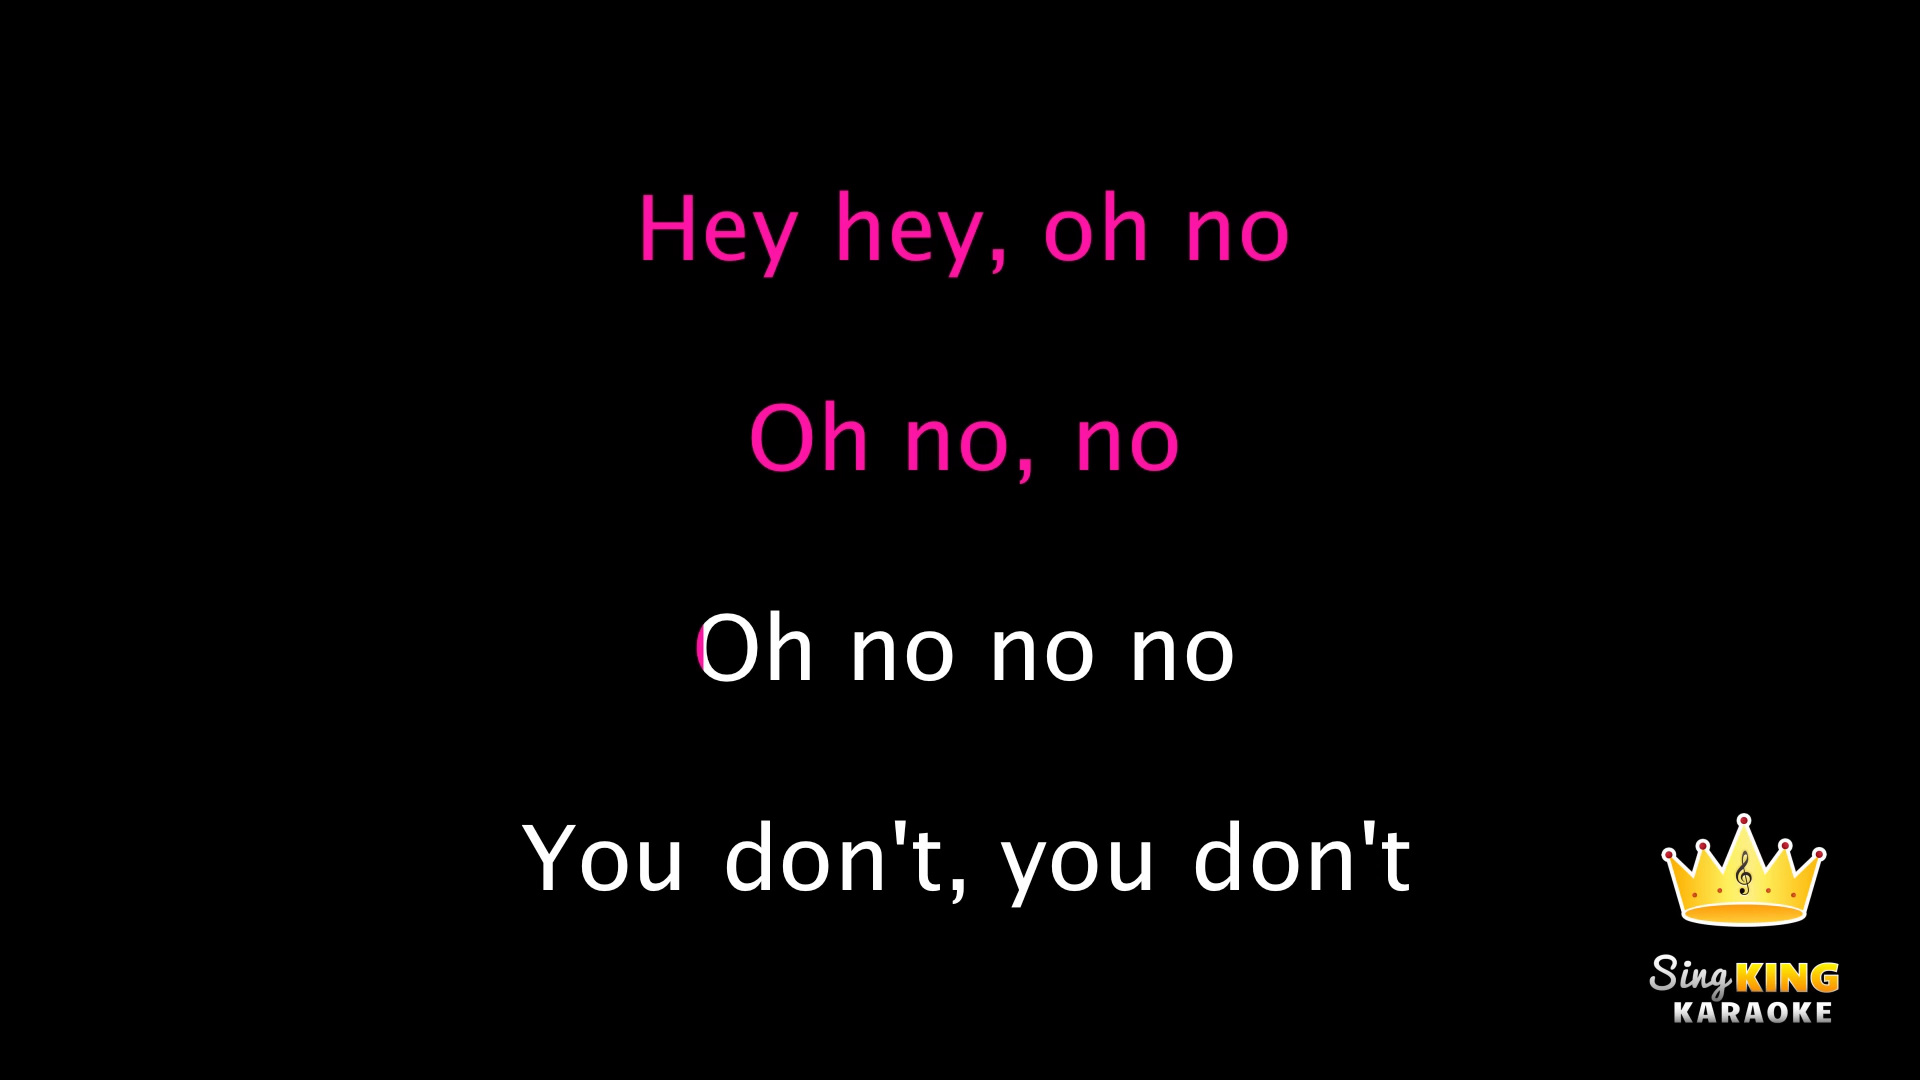 Hey hey, oh no
Oh no, no
Oh no no no
You don't, you don't
Sing KING
KARAOKE